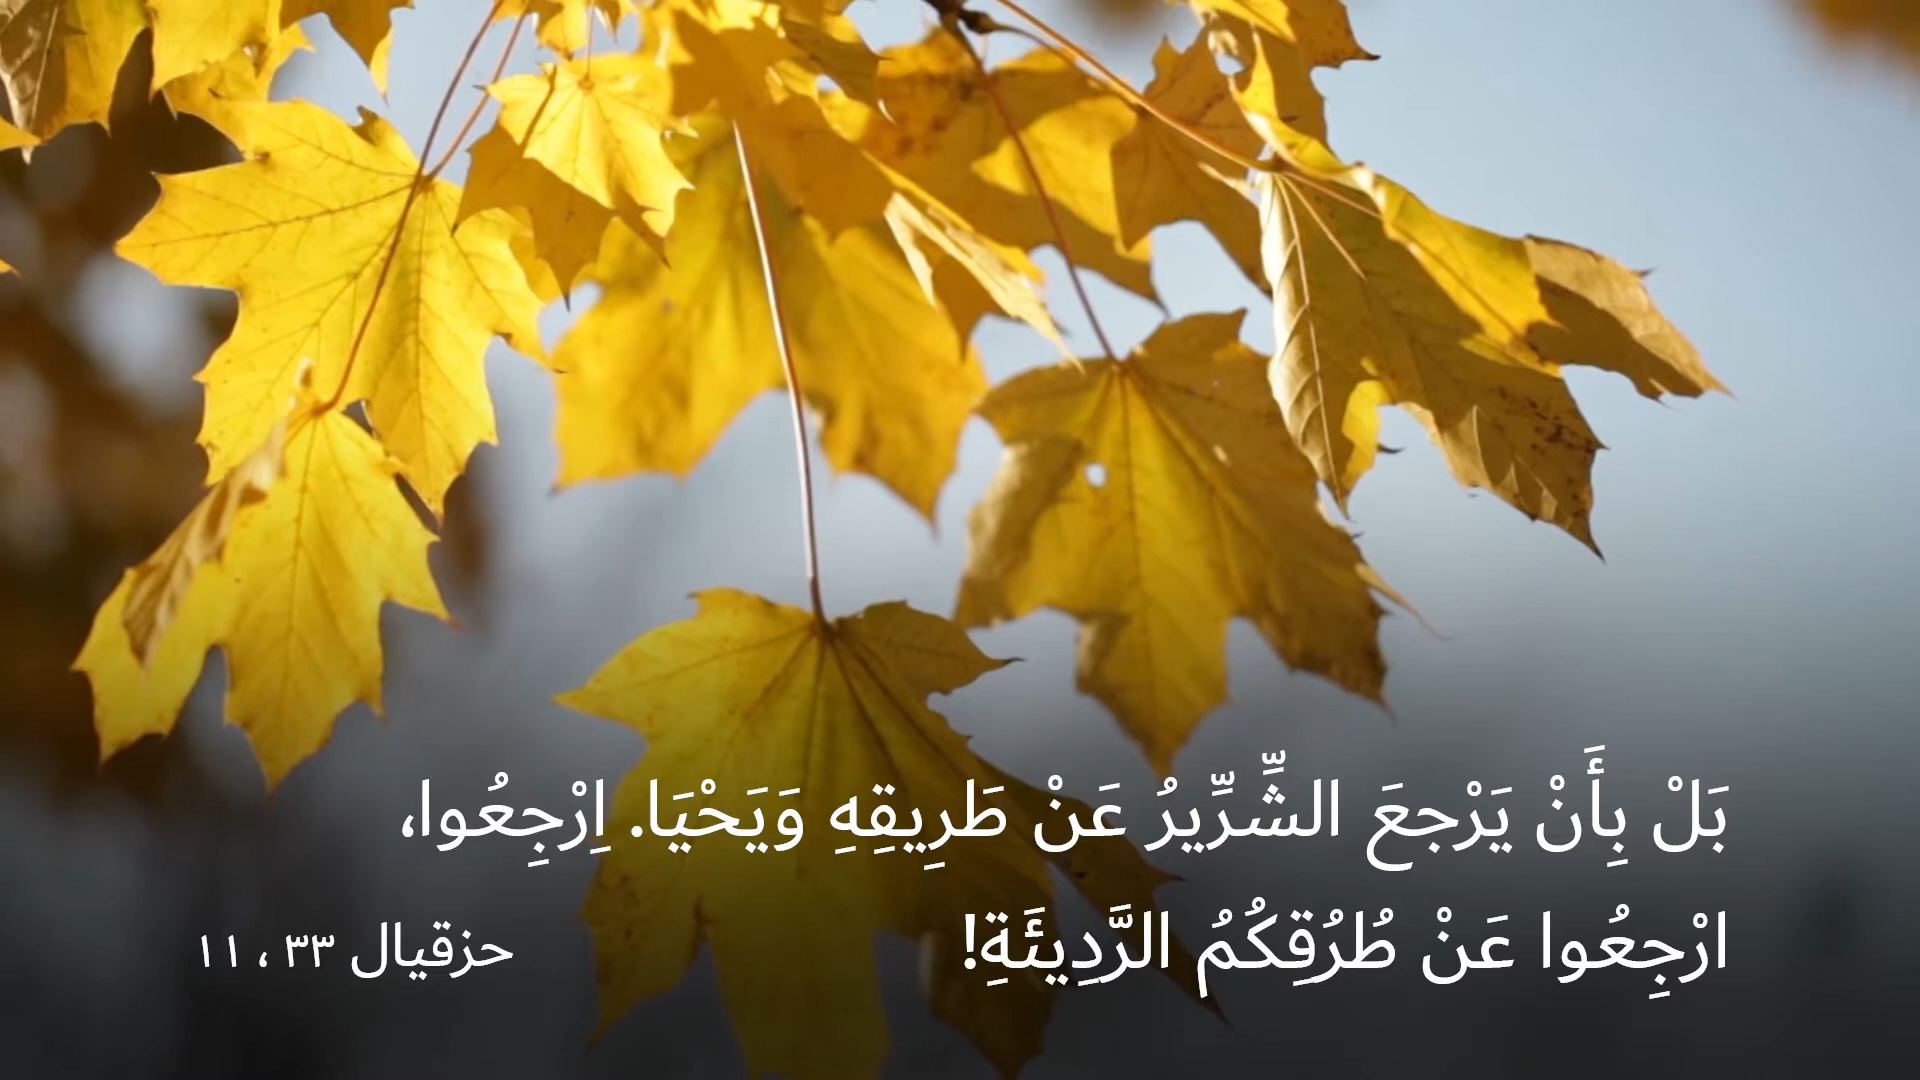 بَلْ بِأَنْ يَرْجعَ الشِّرِّيرُ عَنْ طَرِيقِهِ وَيَحْيَا. اِرْجِعُوا،
ارْجِعُوا عَنْ طُرُقِكُمُ الرَّدِيئَةِ!
حزقيال ٣٣ ، ١١